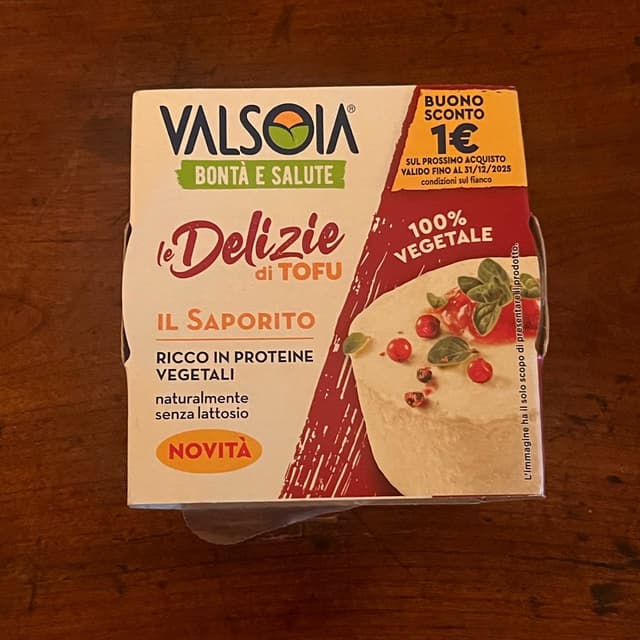 VALSOIA®
BONTÀ E SALUTE
BUONO
SCONTO
1€
SUL PROSSIMO ACQUISTO
VALIDO FINO AL 31/12/2025
condizioni sul fianco
le Delizie
di TOFU
100%
VEGETALE
IL SAPORITO
RICCO IN PROTEINE
VEGETALI
naturalmente
senza lattosio
NOVITÀ
L'immagine ha il solo scopo di presentare il prodotto.